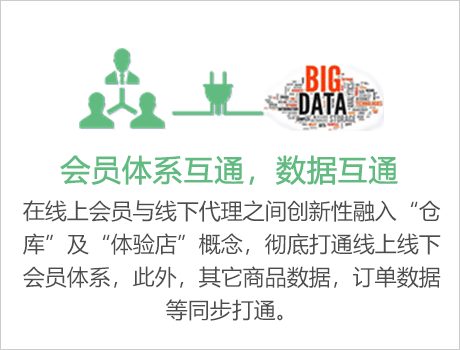 BIG
DATA
会员体系互通，数据互通
在线上会员与线下代理之间创新性融入“仓
库”及“体验店”概念，彻底打通线上线下
会员体系，此外，其它商品数据，订单数据
等同步打通。